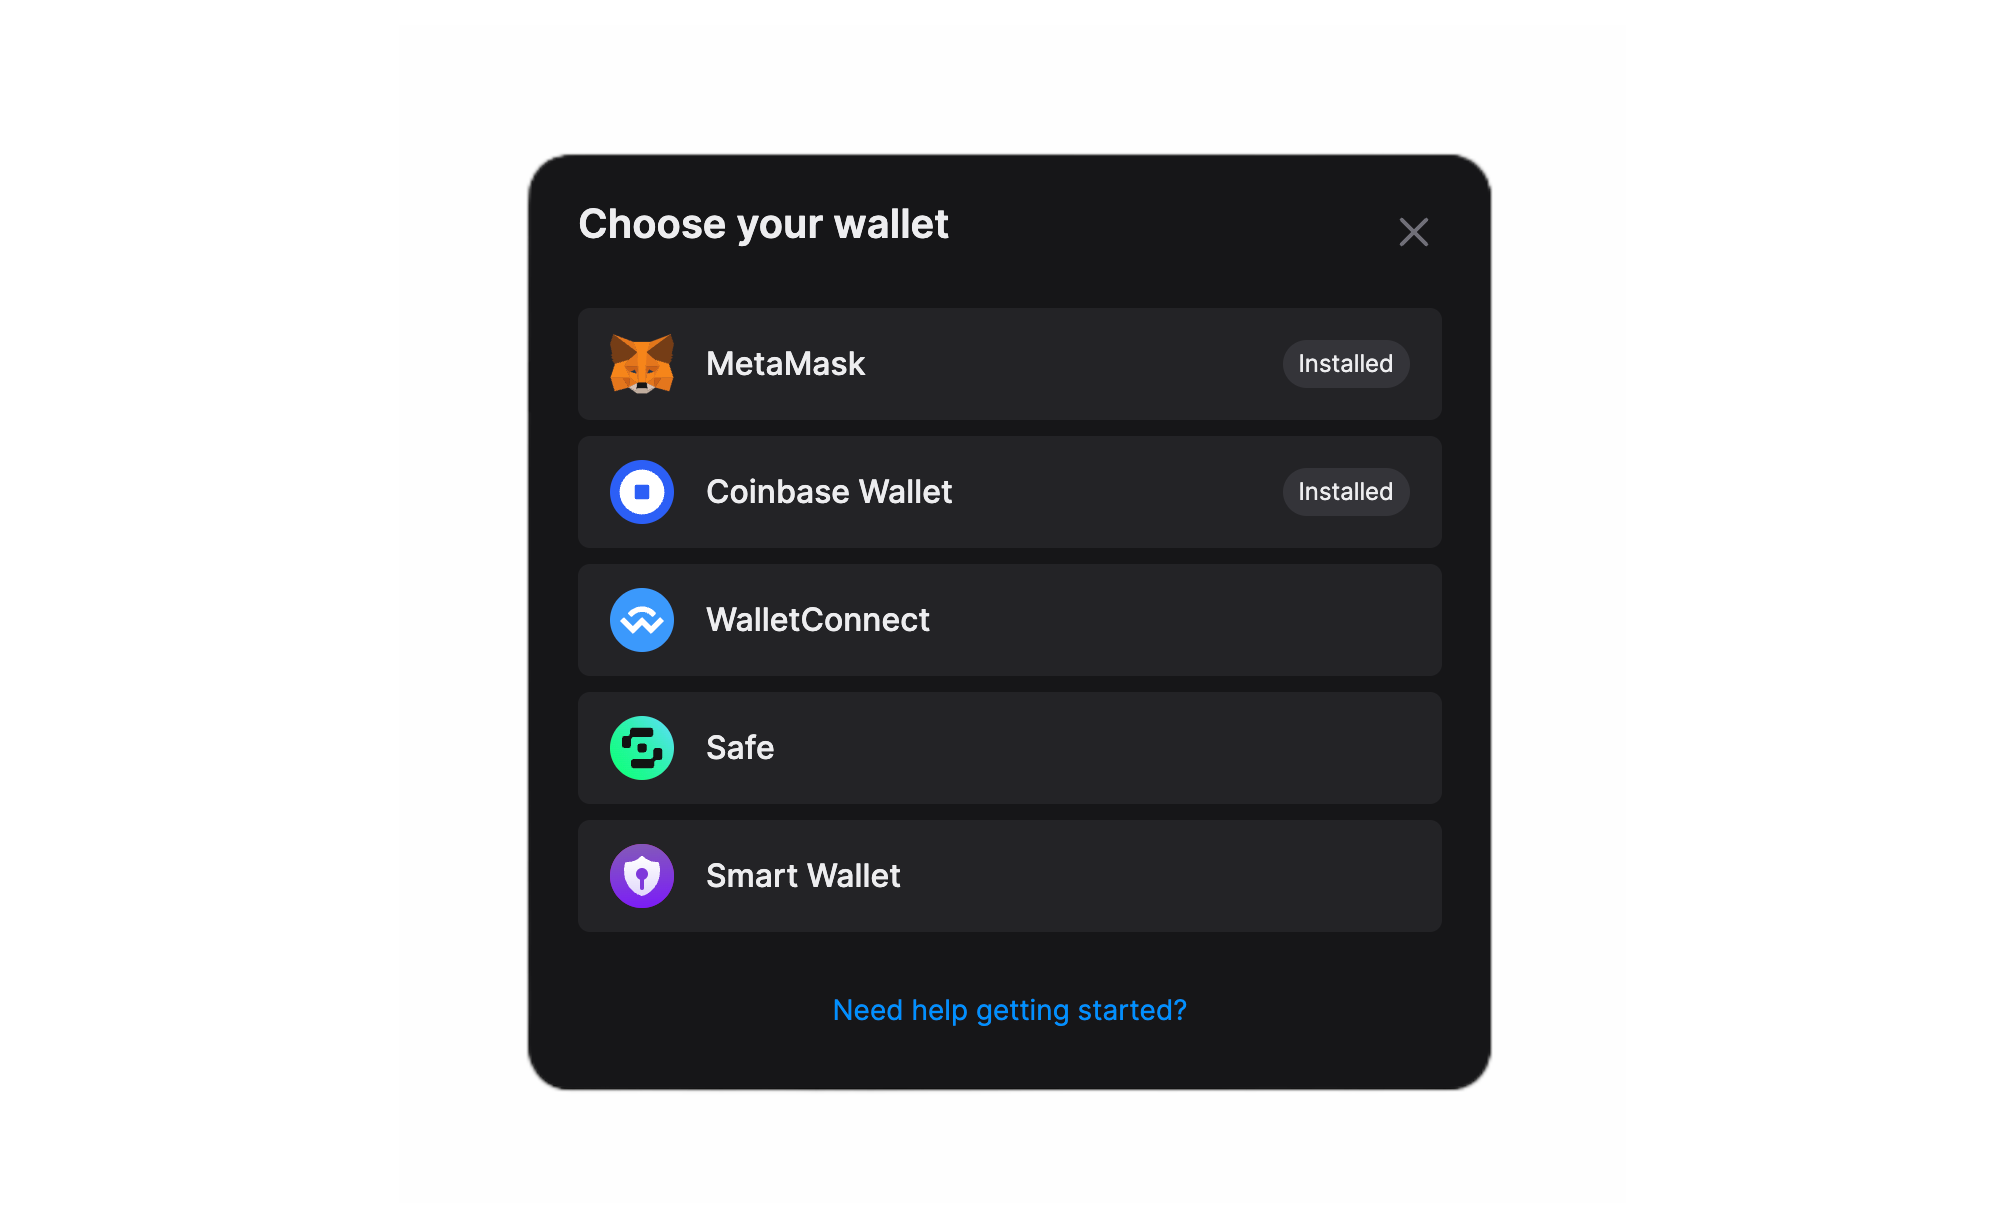 Choose your wallet
MetaMask Installed
Coinbase Wallet Installed
WalletConnect
Safe
Smart Wallet
Need help getting started?